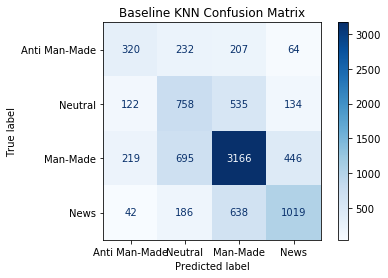 Baseline KNN Confusion Matrix
True label
Anti Man-Made 320 232 207 64
Neutral 122 758 535 134
Man-Made 219 695 3166 446
News 42 186 638 1019
Anti Man-Made Neutral Man-Made News
Predicted label
3000
2500
2000
1500
1000
500